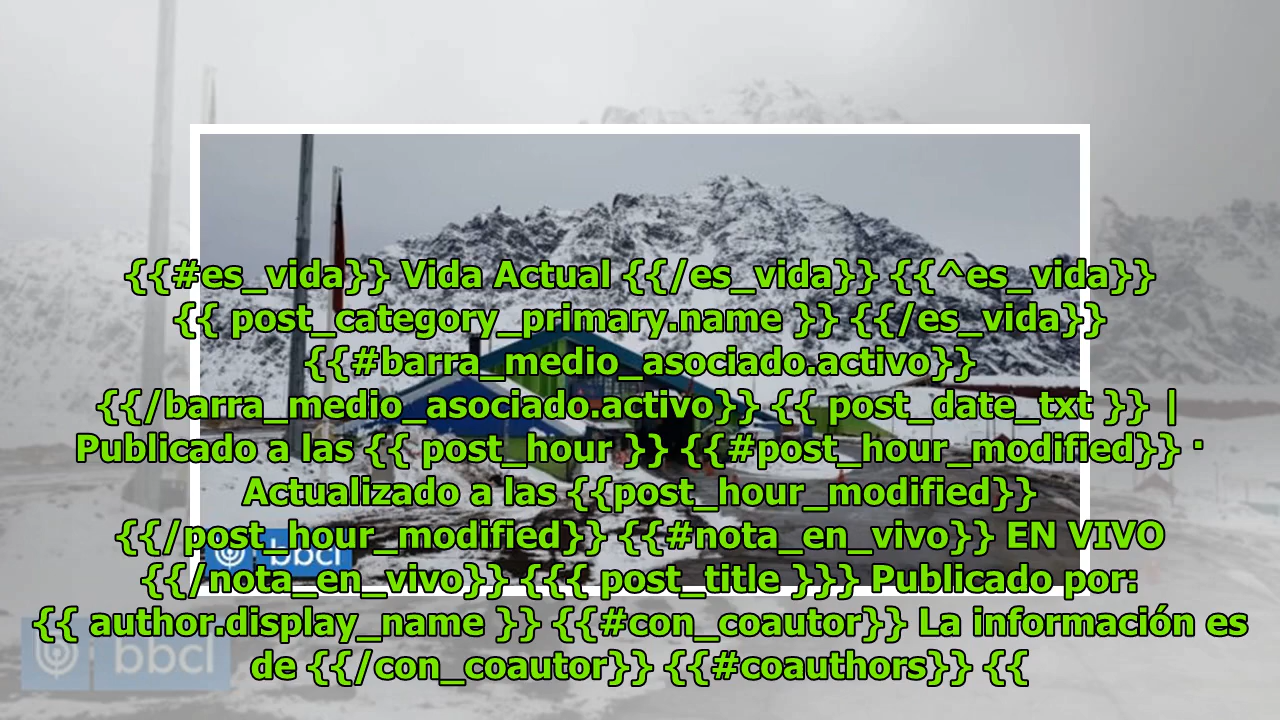 {{#es_vida}} Vida Actual {{/es_vida}} {{^es_vida}}
{{ post_category_primary.name }} {{/es_vida}}
{{#barra_medio_asociado.activo}}
{{/barra_medio_asociado.activo}} {{ post_date_txt }} |
Publicado a las {{ post_hour }} {{#post_hour_modified}} ·
Actualizado a las {{post_hour_modified}}
{{/post_hour_modified}} {{#nota_en_vivo}} EN VIVO
{{/nota_en_vivo}} {{{ post_title }}} Publicado por:
{{ author.display_name }} {{#con_coautor}} La información es
de {{/con_coautor}} {{#coauthors}} {{
bbcl
bbcl